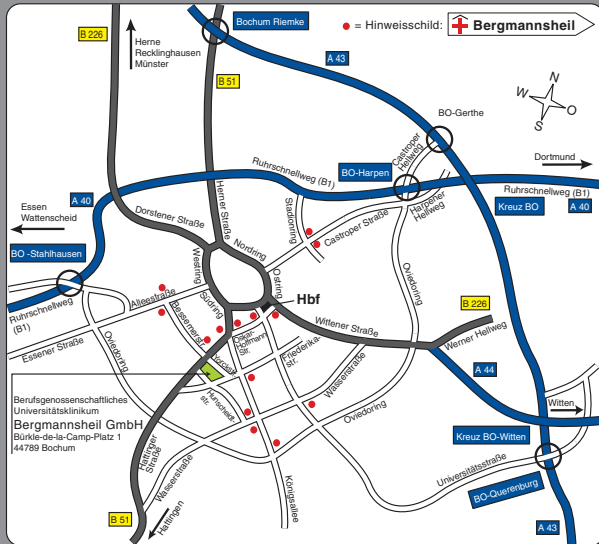 Bochum Riemke
= Hinweisschild:
Bergmannsheil
B 226
Herne
Recklinghausen
Münster
A 43
B 51
N
W
O
S
BO-Gerthe
Castroper
Hellweg
Dortmund
BO-Harpen
Ruhrschnellweg (B1)
Ruhrschnellweg (B1)
A 40
Kreuz BO
A 40
Essen
Wattenscheid
Harpener
Hellweg
Herner Straße
Stadionring
Dorstener Straße
Castroper Straße
BO -Stahlhausen
Nordring
Westring
Ostring
Oviedoring
Ruhrschnellweg
(B1)
Alleestraße
Südring
Hbf
B 226
Bessemerstr.
Wittener Straße
Werner Hellweg
Essener Straße
Oskar-
Hoffmann
Str.
Friederika-
str.
Oviedoring
Yorckstr.
Wasserstraße
A 44
Berufsgenossenschaftliches
Universitätsklinikum
Bergmannsheil GmbH
Bürkle-de-la-Camp-Platz 1
44789 Bochum
Hunscheidt-
str.
Oviedoring
Witten
Kreuz BO-Witten
Hattinger
Straße
Wasserstraße
Universitätsstraße
Königsallee
BO-Querenburg
B 51
Hattingen
A 43